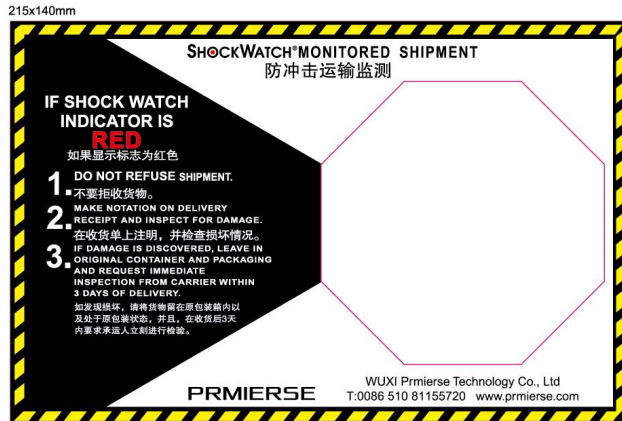 215x140mm
SHOCKWATCH® MONITORED SHIPMENT
防冲击运输监测
IF SHOCK WATCH
INDICATOR IS
RED
如果显示标志为红色
1. DO NOT REFUSE SHIPMENT.
不要拒收货物。
2. MAKE NOTATION ON DELIVERY
RECEIPT AND INSPECT FOR DAMAGE.
在收货单上注明，并检查损坏情况。
3. IF DAMAGE IS DISCOVERED, LEAVE IN
ORIGINAL CONTAINER AND PACKAGING
AND REQUEST IMMEDIATE
INSPECTION FROM CARRIER WITHIN
3 DAYS OF DELIVERY.
如发现损坏，请将货物留在原包装箱内以
及处于原包装状态，并且，在收货后3天
内要求承运人立刻进行检验。
PRMIERSE
WUXI Prmierse Technology Co., Ltd
T:0086 510 81155720 www.prmierse.com